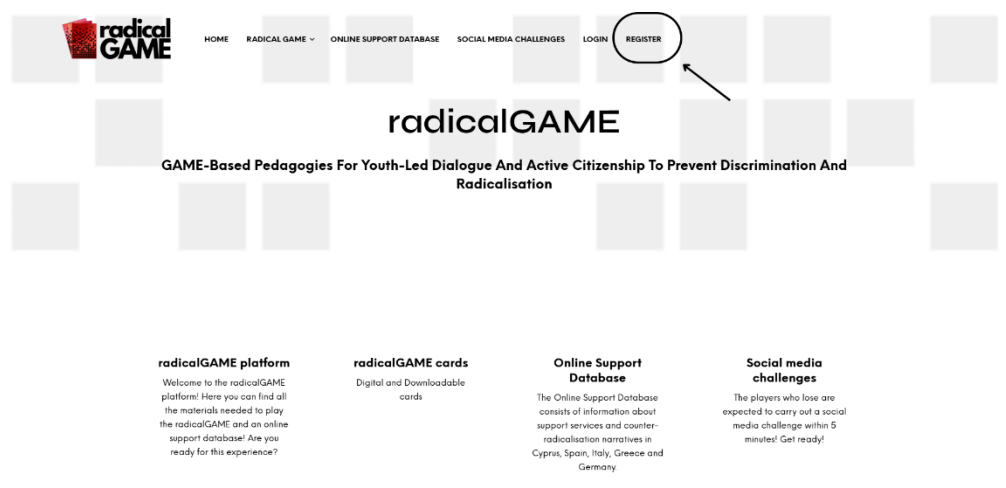 radical
GAME
HOME RADICAL GAME ONLINE SUPPORT DATABASE SOCIAL MEDIA CHALLENGES LOGIN REGISTER
radicalGAME
GAME-Based Pedagogies For Youth-Led Dialogue And Active Citizenship To Prevent Discrimination And
Radicalisation
radicalGAME platform
Welcome to the radicalGAME
platform! Here you can find all
the materials needed to play
the radicalGAME and an online
support database! Are you
ready for this experience?
radicalGAME cards
Digital and Downloadable
cards
Online Support
Database
The Online Support Database
consists of information about
support services and counter-
radicalisation narratives in
Cyprus, Spain, Italy, Greece and
Germany.
Social media
challenges
The players who lose are
expected to carry out a social
media challenge within 5
minutes! Get ready!